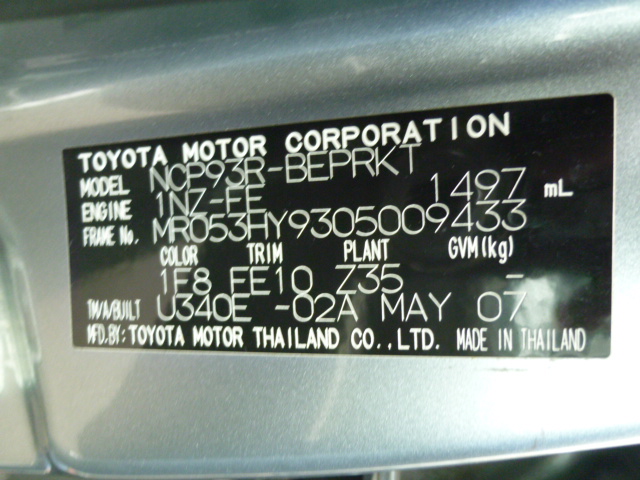 TOYOTA MOTOR CORPORATION
MODEL NCP93R-BEPRKT
ENGINE 1NZ-FE 1497 mL
FRAME No. MR053HY9305009433
COLOR TRIM PLANT GVM(kg)
1F8 FE10 Z35 -
T/M/A/BUILT U340E -02A MAY 07
MFD.BY: TOYOTA MOTOR THAILAND CO.,LTD. MADE IN THAILAND